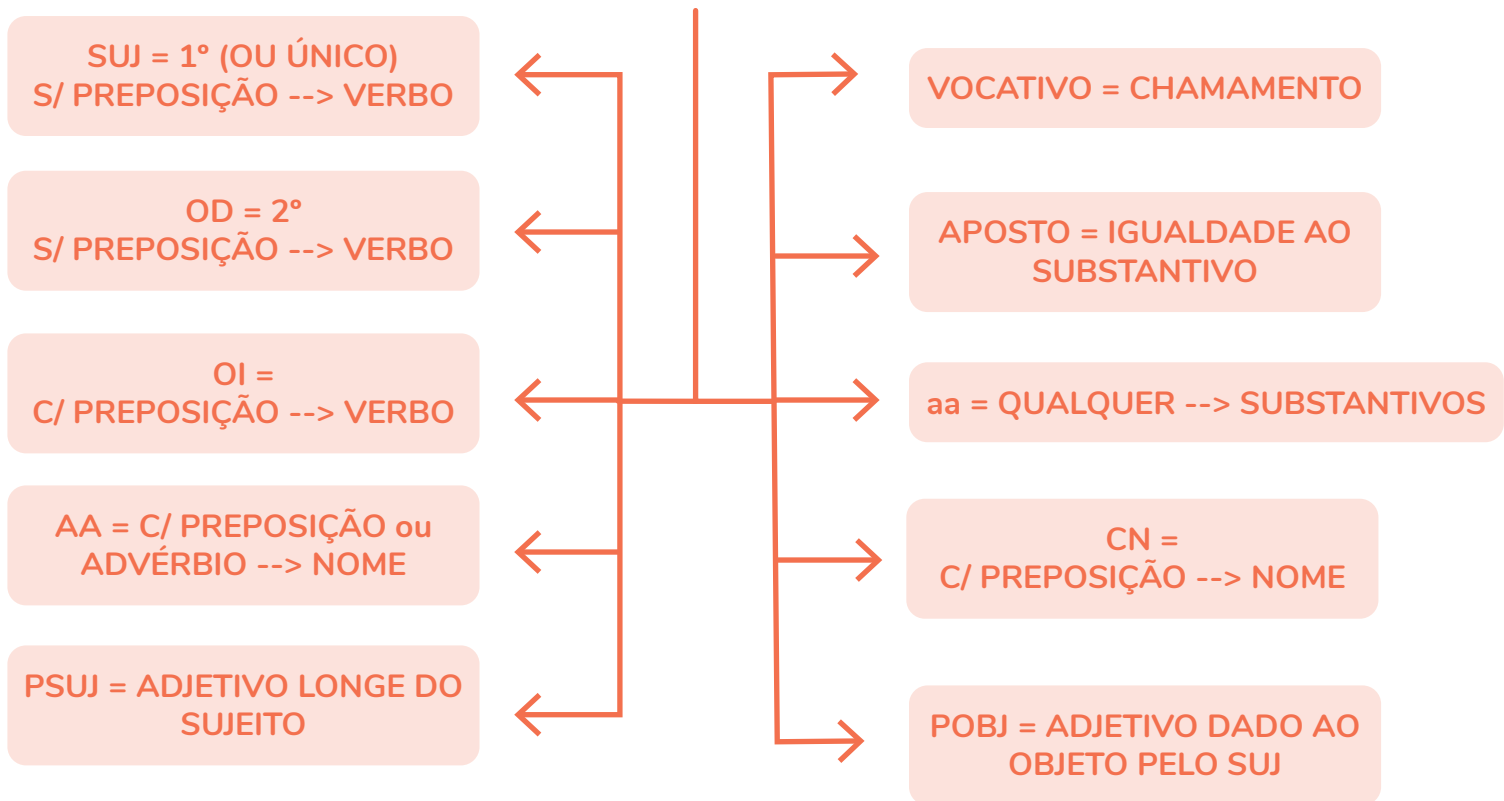 SUJ = 1º (OU ÚNICO)
S/ PREPOSIÇÃO --> VERBO
OD = 2º
S/ PREPOSIÇÃO --> VERBO
OI =
C/ PREPOSIÇÃO --> VERBO
AA = C/ PREPOSIÇÃO ou
ADVÉRBIO --> NOME
PSUJ = ADJETIVO LONGE DO
SUJEITO
VOCATIVO = CHAMAMENTO
APOSTO = IGUALDADE AO
SUBSTANTIVO
aa = QUALQUER --> SUBSTANTIVOS
CN =
C/ PREPOSIÇÃO --> NOME
POBJ = ADJETIVO DADO AO
OBJETO PELO SUJ